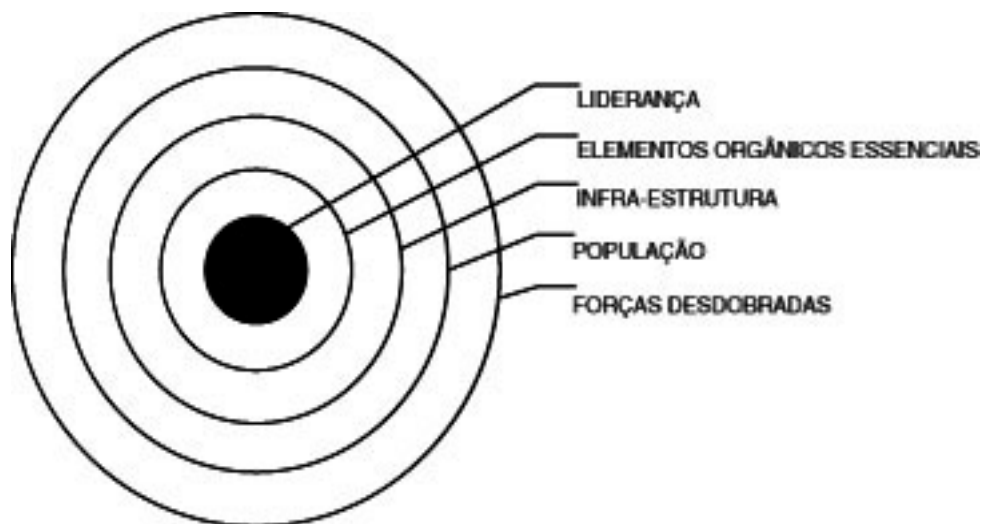 LIDERANÇA
ELEMENTOS ORGÂNICOS ESSENCIAIS
INFRA-ESTRUTURA
POPULAÇÃO
FORÇAS DESDOBRADAS